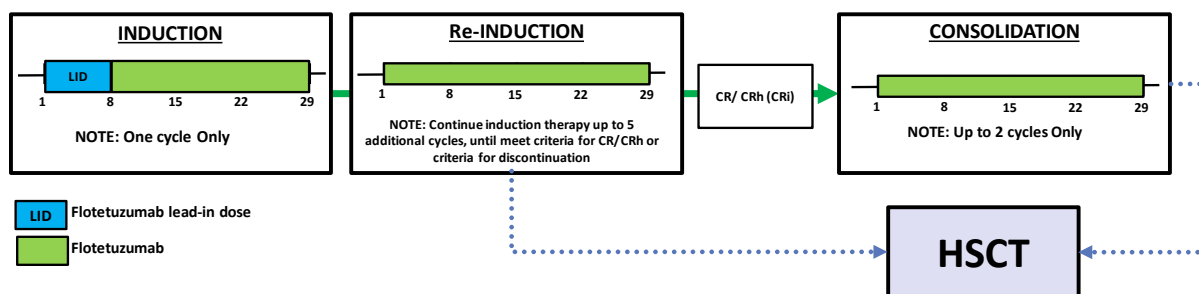 INDUCTION
LID
1 8 15 22 29
NOTE: One cycle Only
Re-INDUCTION
1 8 15 22 29
NOTE: Continue induction therapy up to 5
additional cycles, until meet criteria for CR/CRh or
criteria for discontinuation
CR/ CRh (CRi)
CONSOLIDATION
1 8 15 22 29
NOTE: Up to 2 cycles Only
LID Flotetuzumab lead-in dose
Flotetuzumab
HSCT